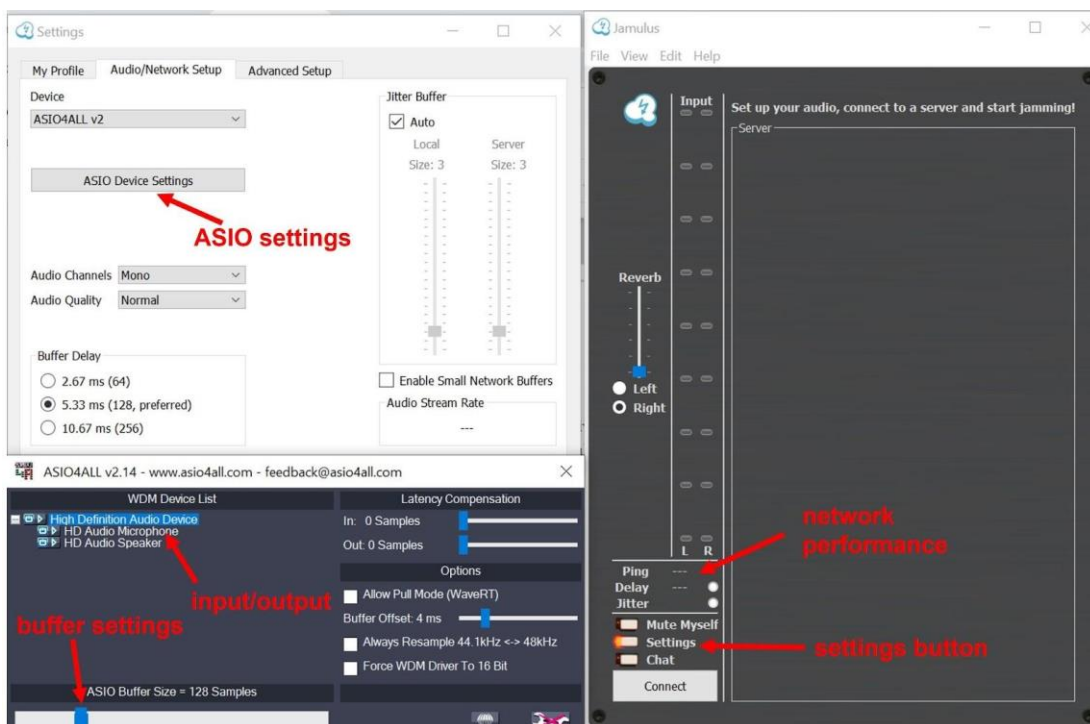 Settings
My Profile Audio/Network Setup Advanced Setup
Device
ASIO4ALL v2
ASIO Device Settings
ASIO settings
Audio Channels Mono
Audio Quality Normal
Buffer Delay
2.67 ms (64)
5.33 ms (128, preferred)
10.67 ms (256)
Jitter Buffer
Auto
Local Server
Size: 3 Size: 3
Enable Small Network Buffers
Audio Stream Rate
---
ASIO4ALL v2.14 - www.asio4all.com - feedback@asio4all.com
WDM Device List
High Definition Audio Device
HD Audio Microphone
HD Audio Speaker
input/output
buffer settings
ASIO Buffer Size = 128 Samples
Latency Compensation
In: 0 Samples
Out: 0 Samples
Options
Allow Pull Mode (WaveRT)
Buffer Offset: 4 ms
Always Resample 44.1kHz <-> 48kHz
Force WDM Driver To 16 Bit
Jamulus
File View Edit Help
Input
Set up your audio, connect to a server and start jamming!
Server
Reverb
Left
Right
L R
network
performance
Ping ---
Delay ---
Jitter
Mute Myself
Settings
settings button
Chat
Connect